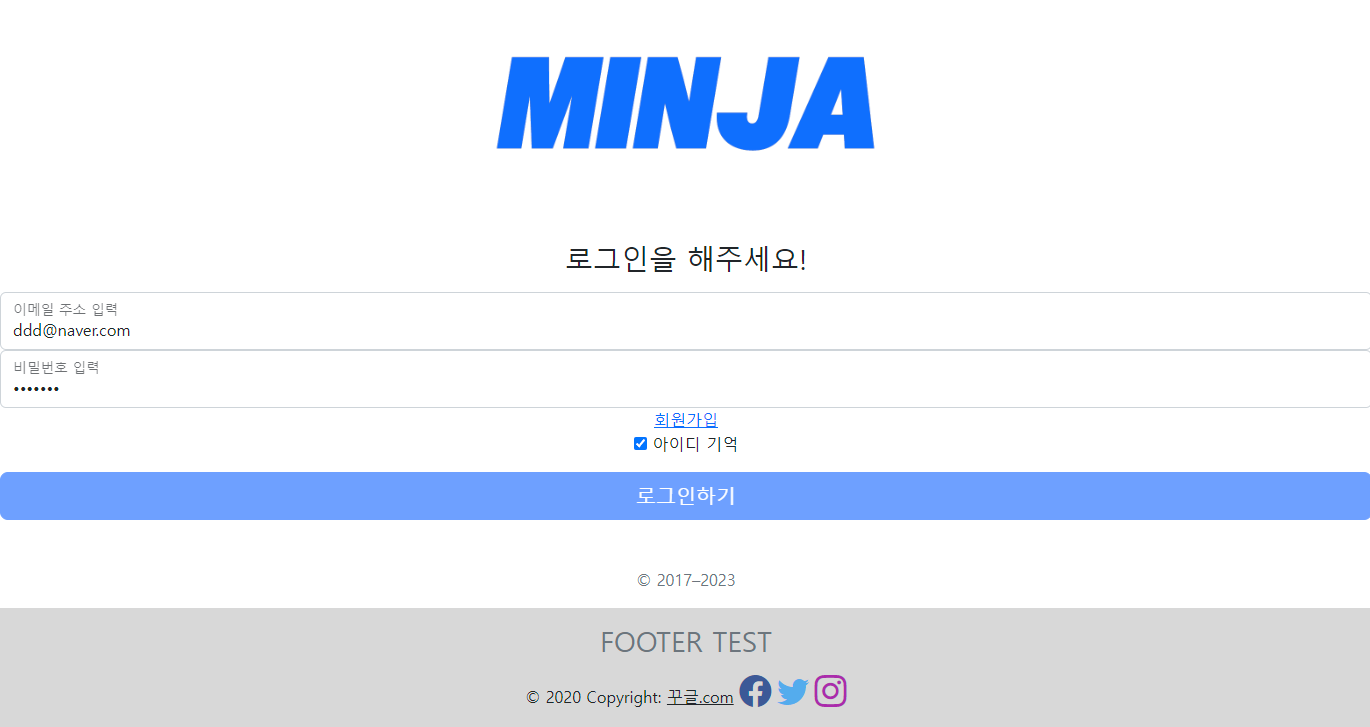 MINJA
로그인을 해주세요!
이메일 주소 입력
ddd@naver.com
비밀번호 입력
•••••••
회원가입
아이디 기억
로그인하기
© 2017–2023
FOOTER TEST
© 2020 Copyright: 꾸글.com